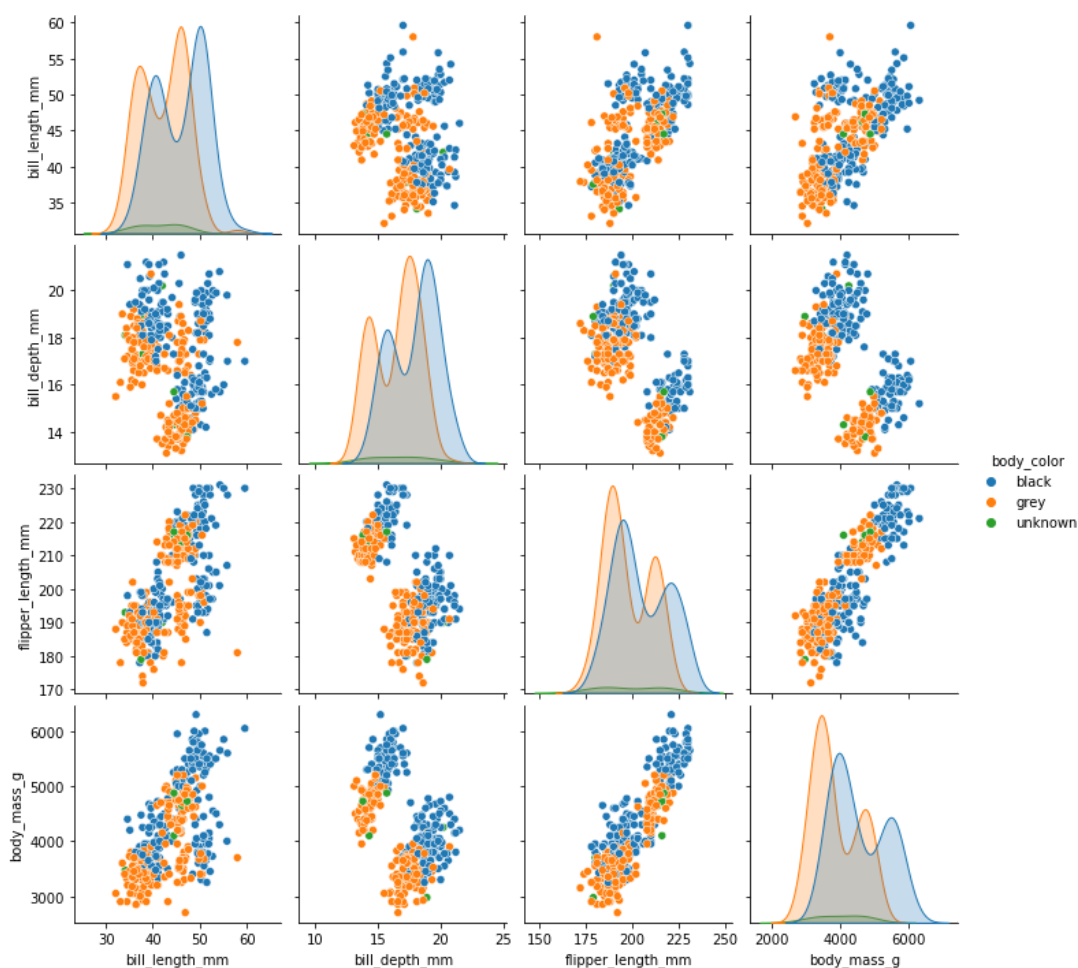 60
55
50
45
40
35
bill_length_mm
20
18
16
14
bill_depth_mm
230
220
210
200
190
180
170
flipper_length_mm
6000
5000
4000
3000
body_mass_g
30 40 50 60
bill_length_mm
10 15 20 25
bill_depth_mm
150 175 200 225 250
flipper_length_mm
2000 4000 6000
body_mass_g
body_color
black
grey
unknown